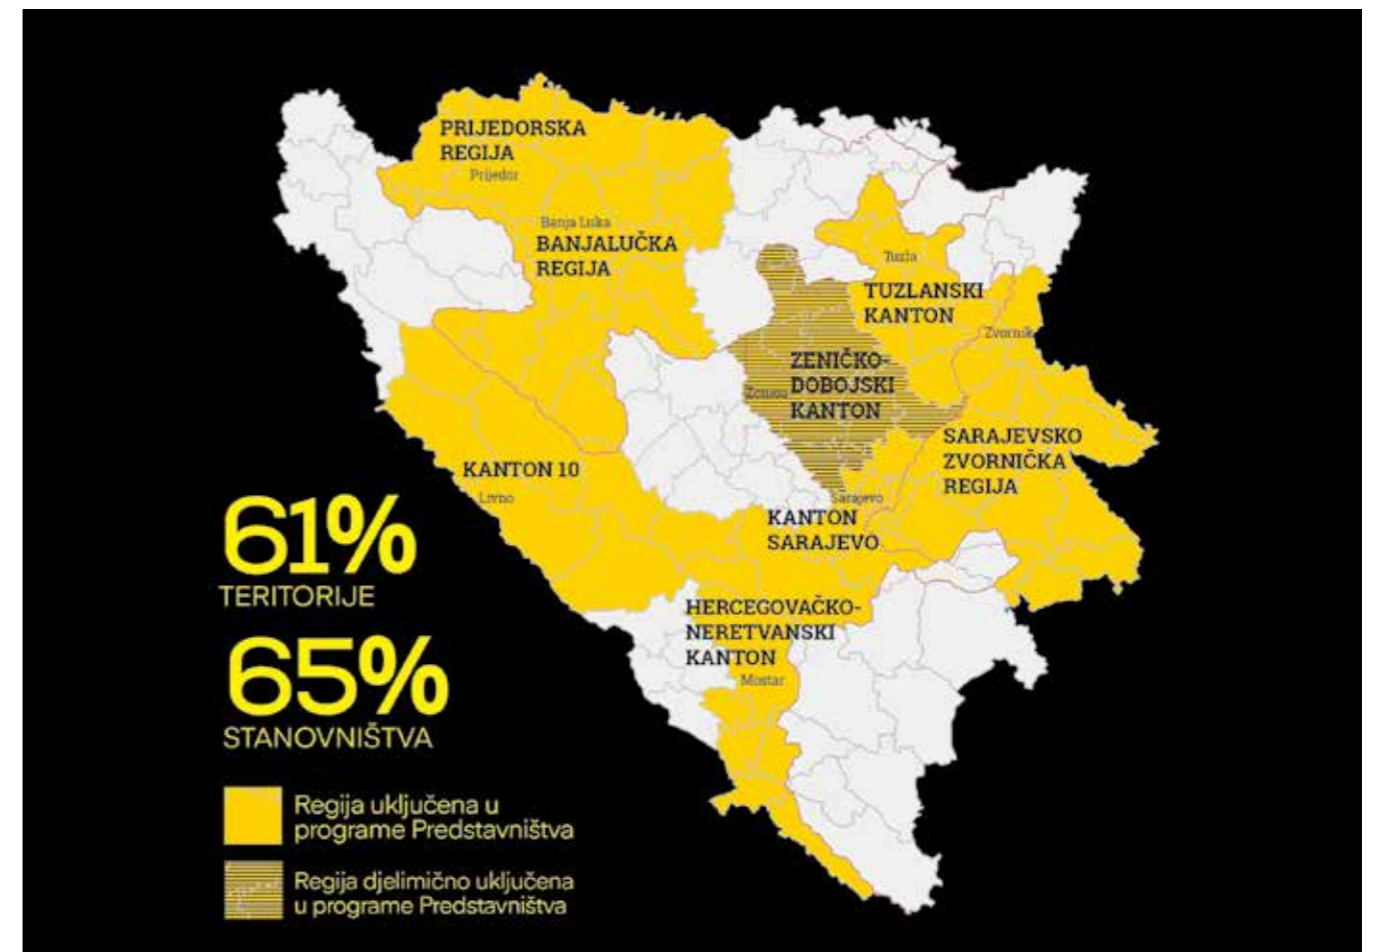 PRIJEDORSKA
REGIJA
Prijedor
Banja Luka
BANJALUČKA
REGIJA
Tuzla
TUZLANSKI
KANTON
Zvornik
ZENIČKO-
DOBOJSKI
KANTON
Zenica
SARAJEVSKO
ZVORNIČKA
REGIJA
KANTON 10
Livno
Sarajevo
KANTON
SARAJEVO
HERCEGOVAČKO-
NERETVANSKI
KANTON
Mostar
61%
TERITORIJE
65%
STANOVNIŠTVA
Regija uključena u
programe Predstavništva
Regija djelimično uključena
u programe Predstavništva